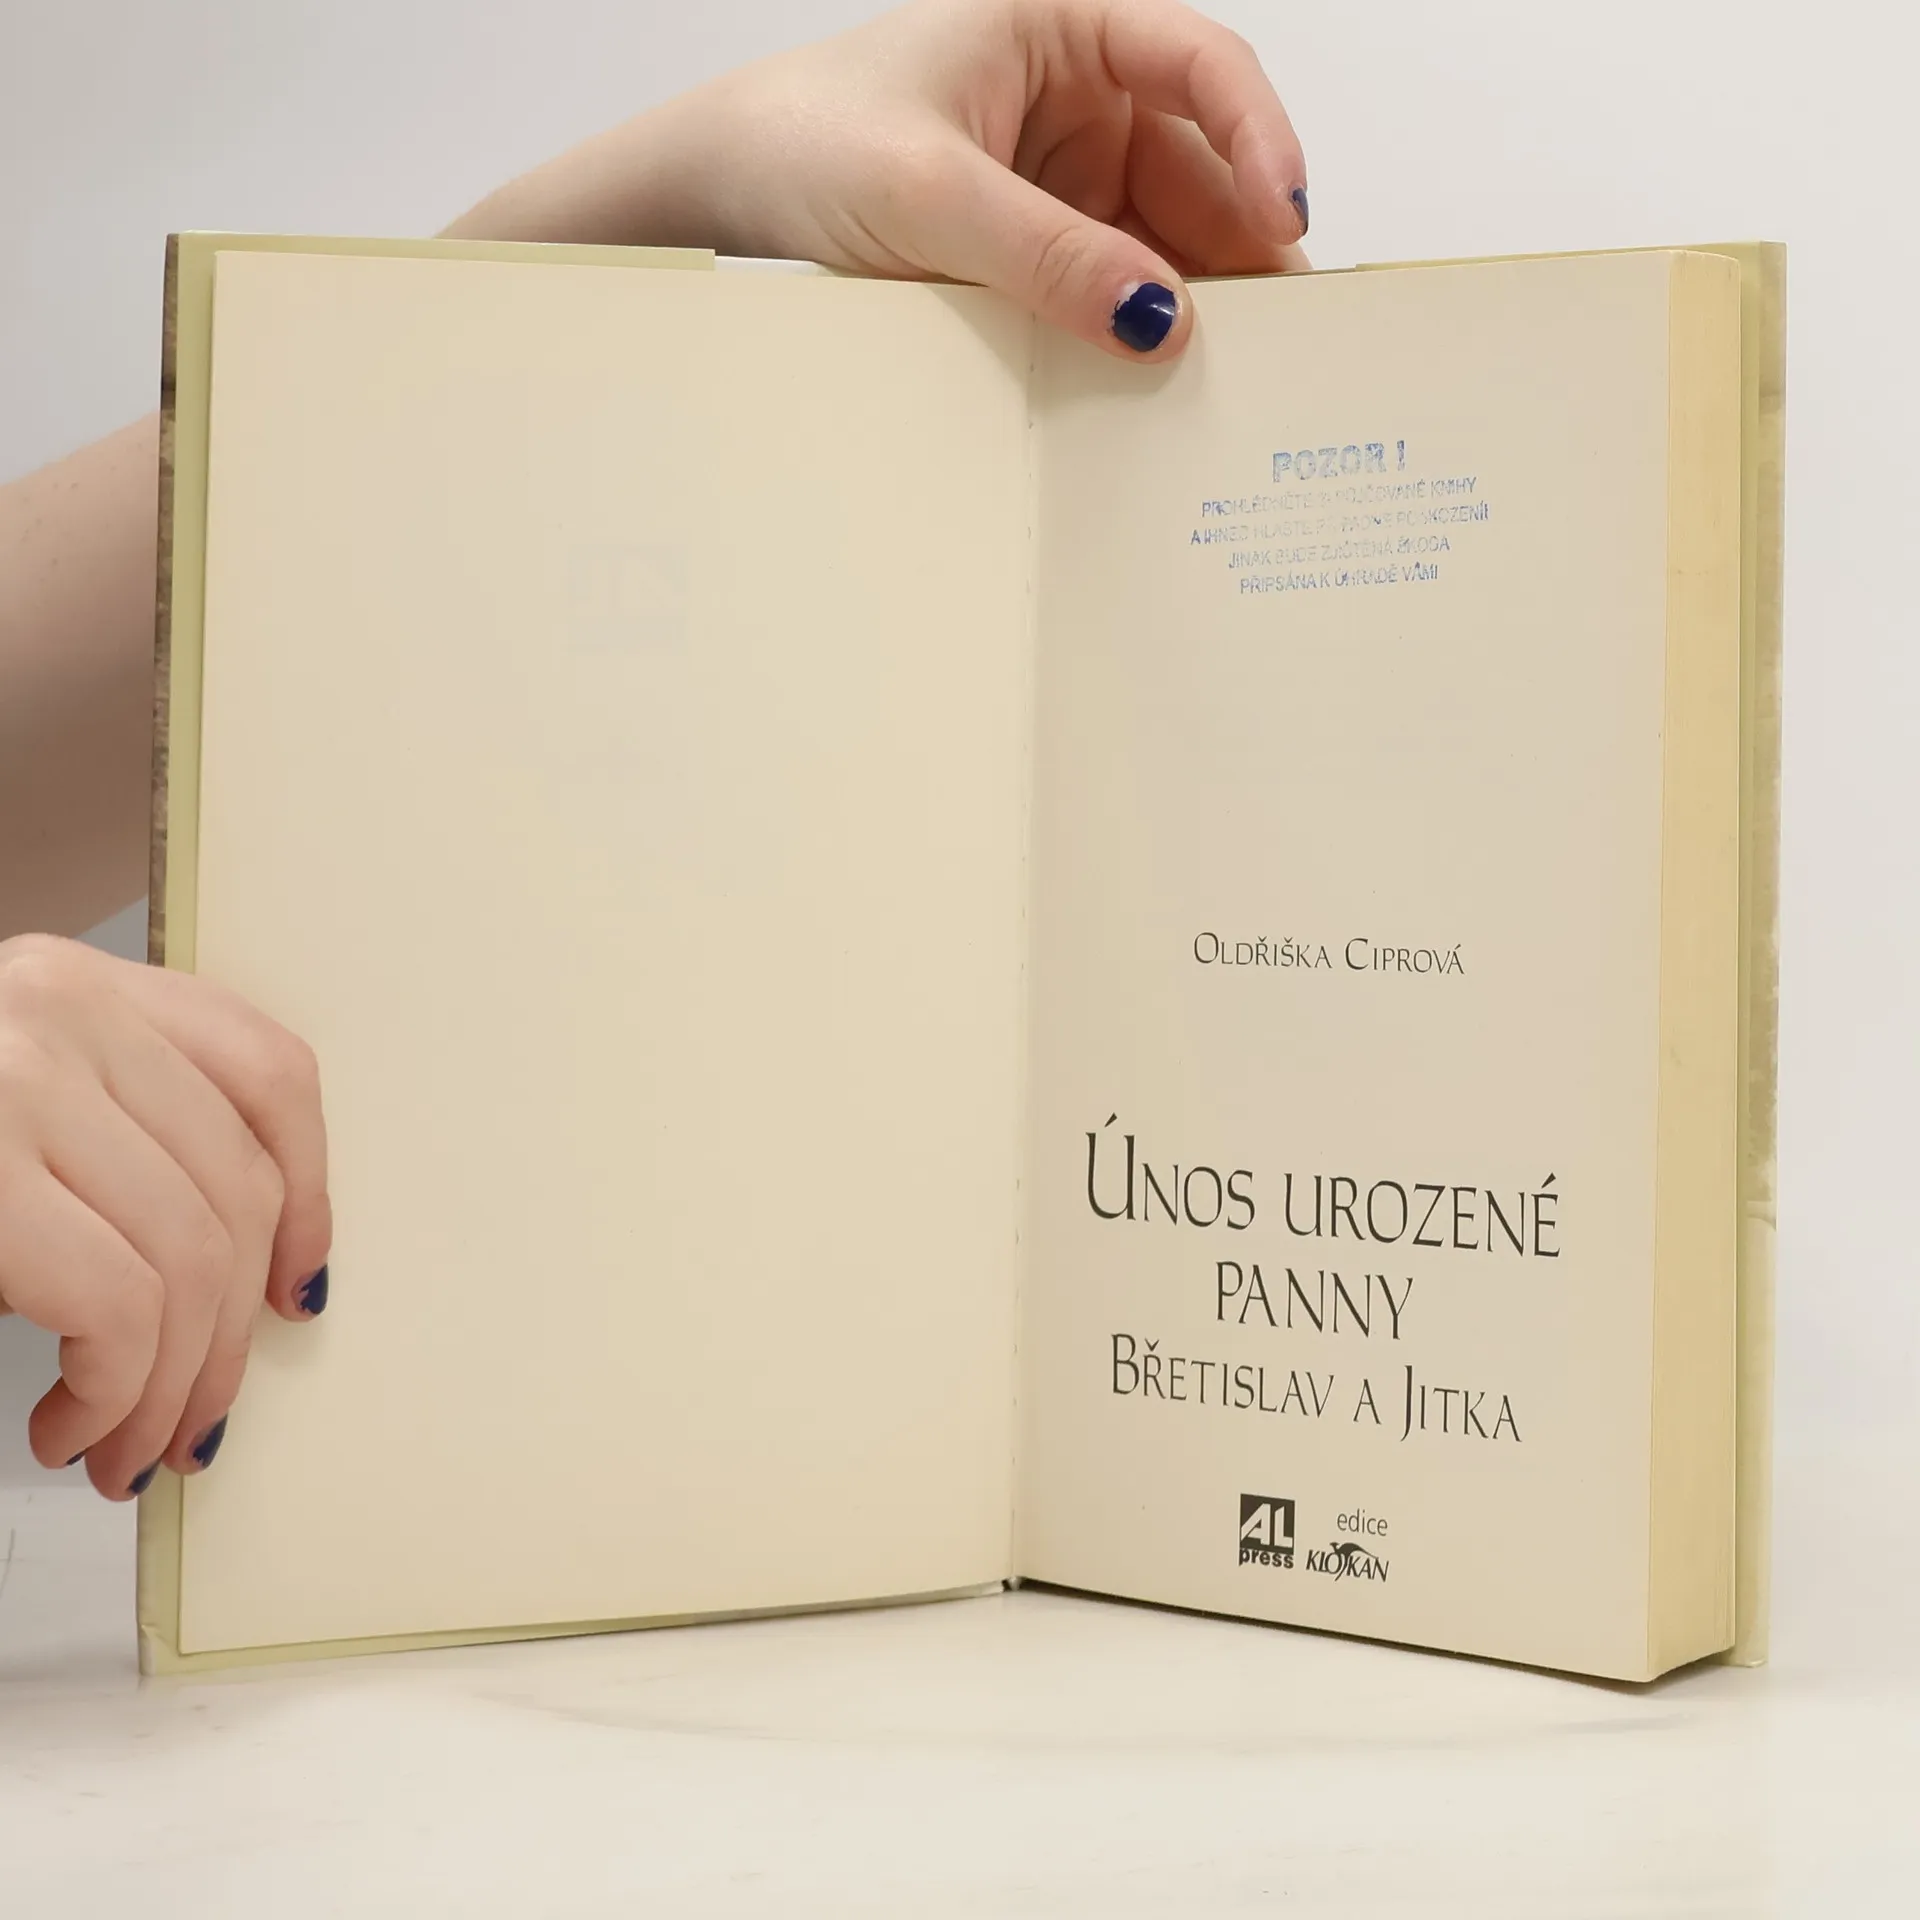 POZOR!
PROHLÉDNĚTE SI PŮJČOVANÉ KNIHY
A IHNED HLASTE PŘÍPADNÉ POŠKOZENÍ!
JINAK BUDE ZJIŠTĚNÁ ŠKODA
PŘIPSÁNA K ÚHRADĚ VÁMI
OLDŘIŠKA CIPROVÁ
ÚNOS UROZENÉ
PANNY
BŘETISLAV A JITKA
AL
press
edice
KLOKAN